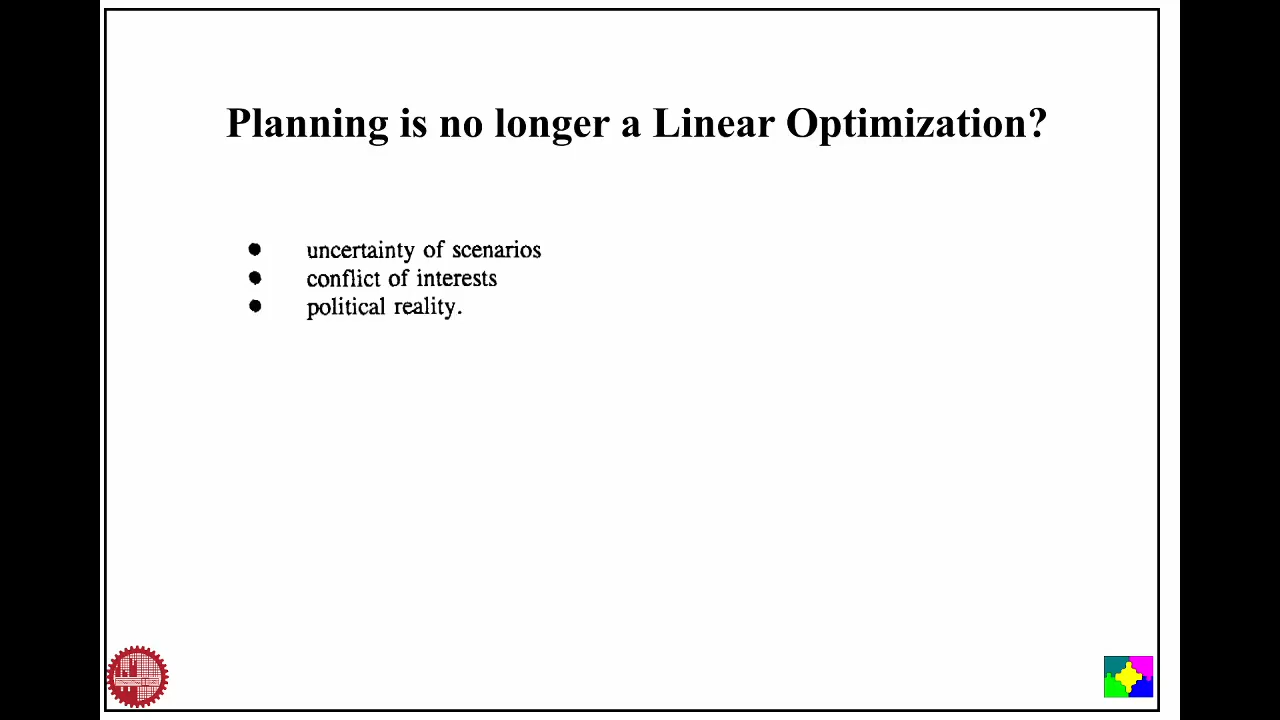 Planning is no longer a Linear Optimization?
● uncertainty of scenarios
● conflict of interests
● political reality.